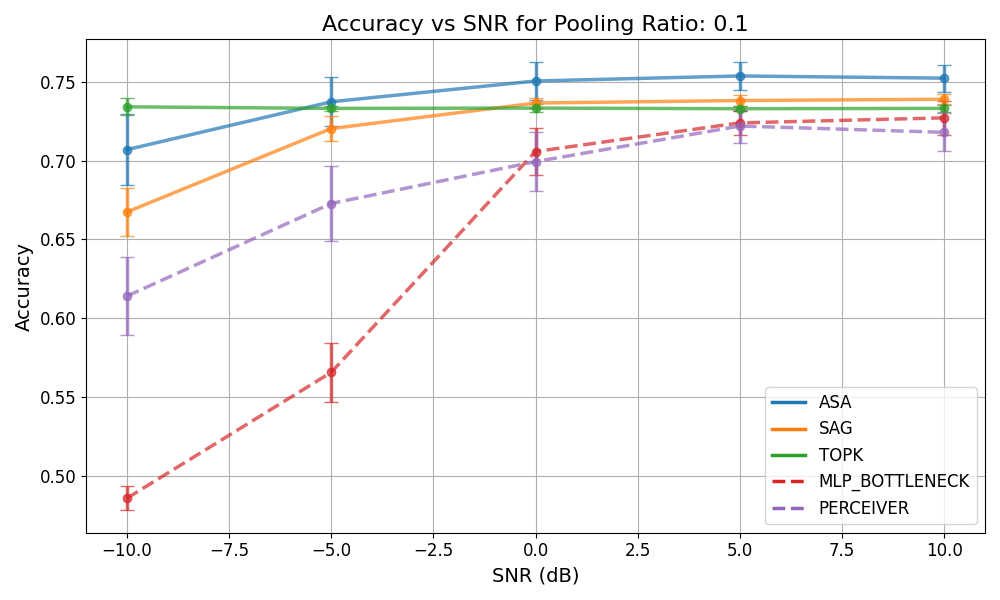 Accuracy vs SNR for Pooling Ratio: 0.1
Accuracy
0.75
0.70
0.65
0.60
0.55
0.50
ASA
SAG
TOPK
MLP_BOTTLENECK
PERCEIVER
−10.0 −7.5 −5.0 −2.5 0.0 2.5 5.0 7.5 10.0
SNR (dB)